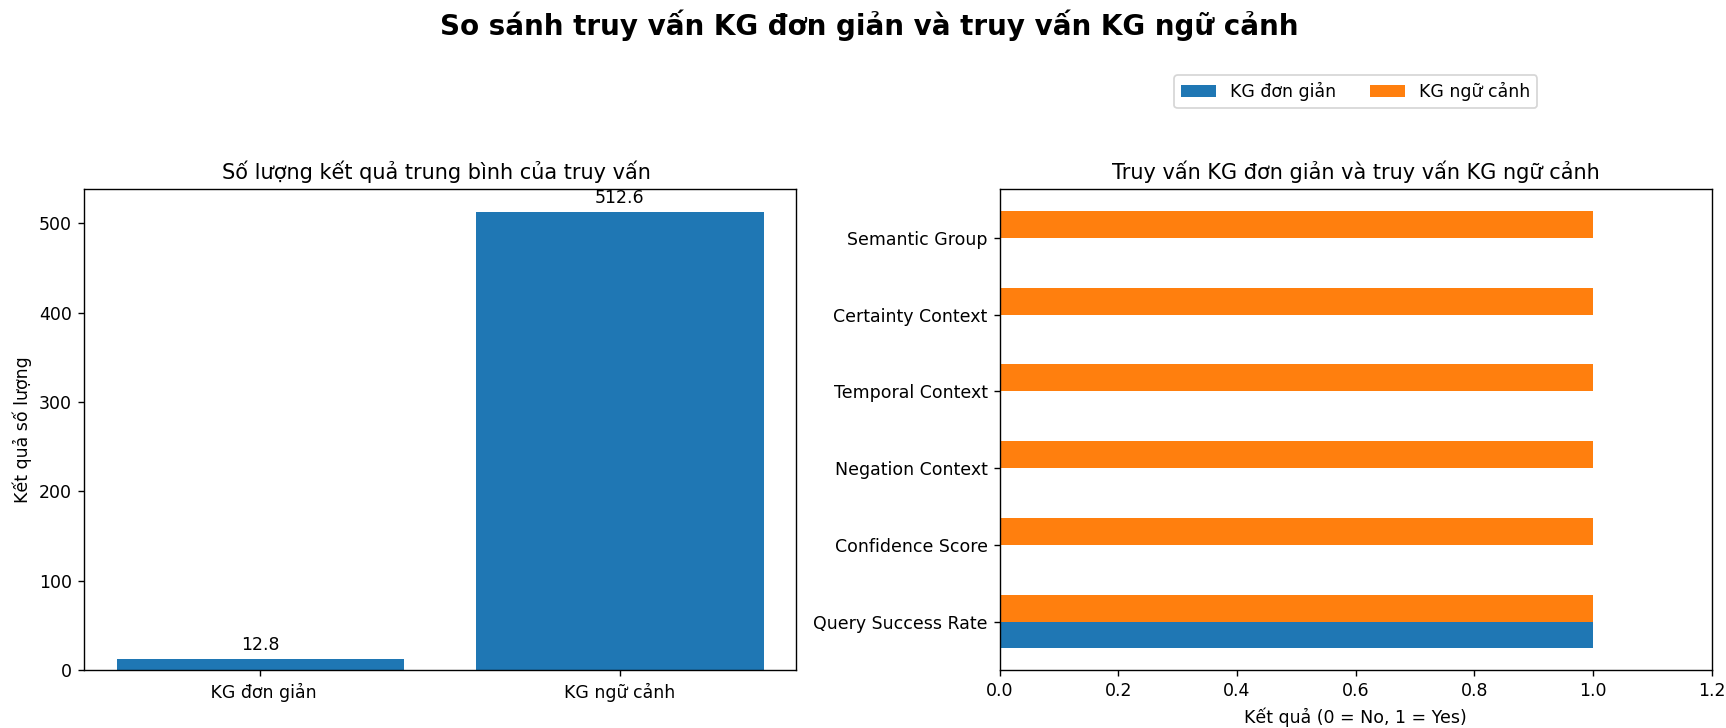 So sánh truy vấn KG đơn giản và truy vấn KG ngữ cảnh
KG đơn giản
KG ngữ cảnh
Số lượng kết quả trung bình của truy vấn
512.6
12.8
500
400
300
200
100
0
Kết quả số lượng
KG đơn giản
KG ngữ cảnh
Truy vấn KG đơn giản và truy vấn KG ngữ cảnh
Semantic Group
Certainty Context
Temporal Context
Negation Context
Confidence Score
Query Success Rate
0.0
0.2
0.4
0.6
0.8
1.0
1.2
Kết quả (0 = No, 1 = Yes)